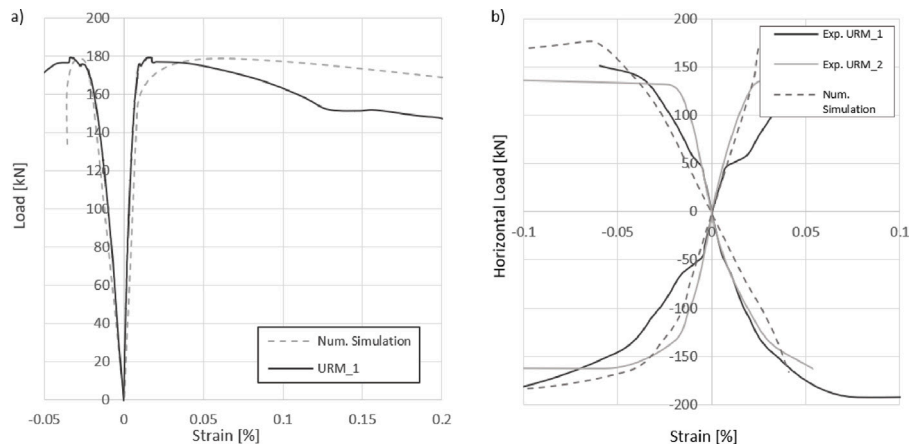 a)
200
180
160
140
120
100
80
60
40
20
0
Load [kN]
-0.05
0
0.05
0.1
0.15
0.2
Strain [%]
Num. Simulation
URM_1
b)
200
150
100
50
0
-50
-100
-150
-200
Horizontal Load [kN]
-0.1
-0.05
0
0.05
0.1
Strain [%]
Exp. URM_1
Exp. URM_2
Num.
Simulation